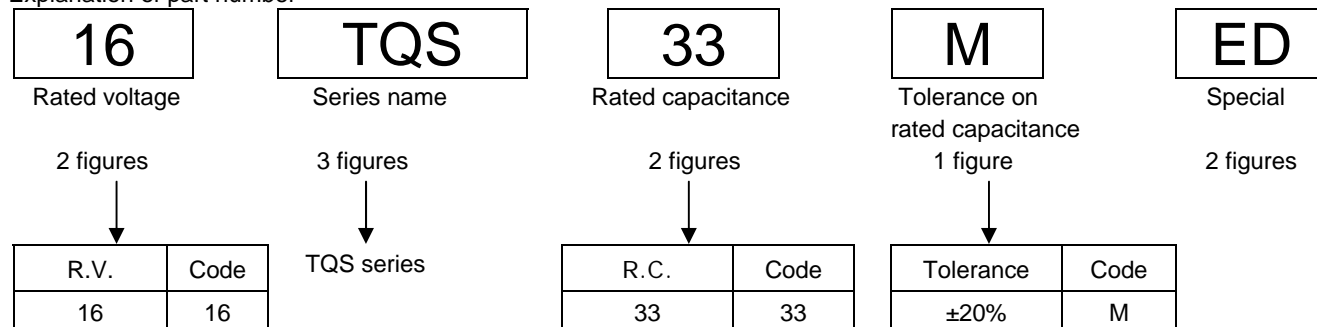 Explanation of part number
16 TQS 33 M ED
Rated voltage Series name Rated capacitance Tolerance on rated capacitance Special
2 figures 3 figures 2 figures 1 figure 2 figures
R.V. Code TQS series R.C. Code Tolerance Code
16 16 33 33 ±20% M